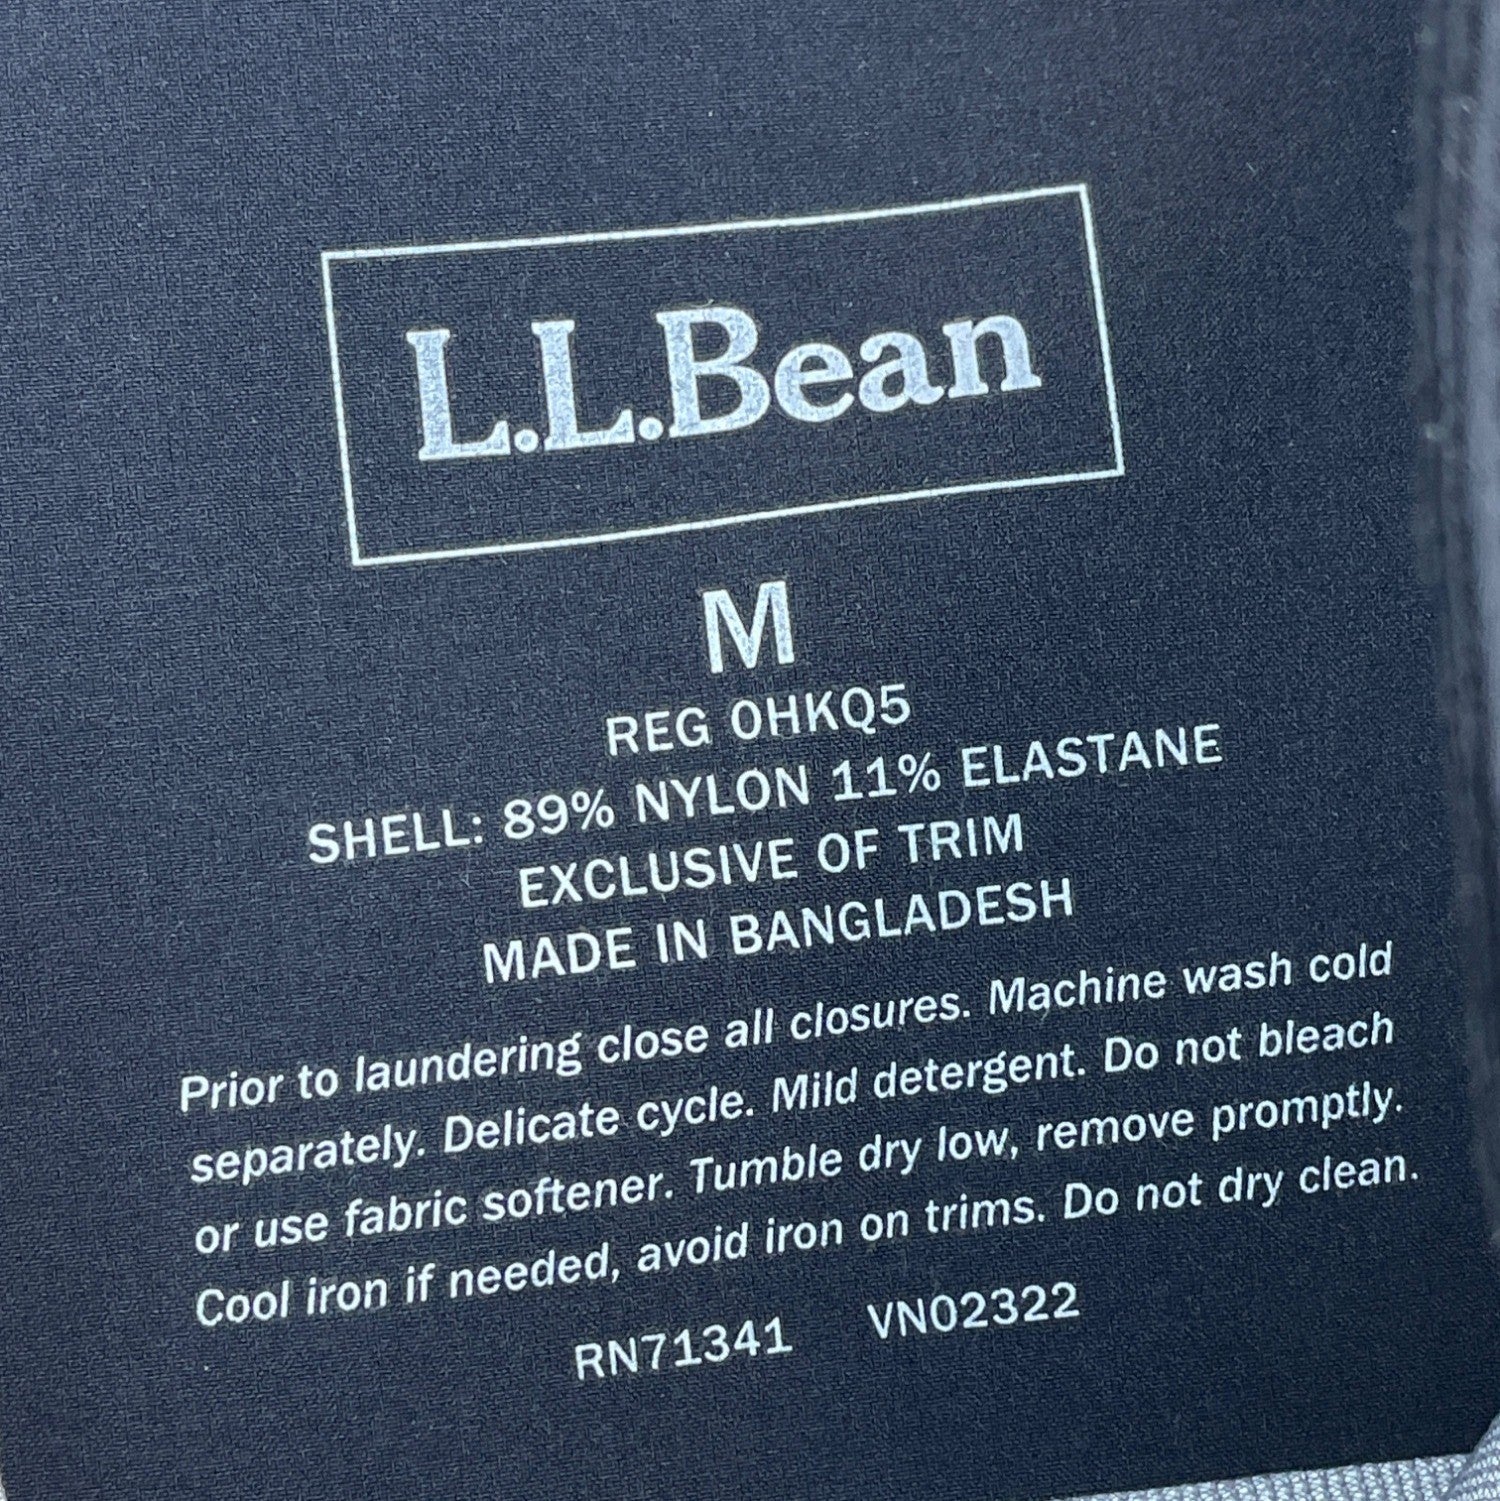 L.L.Bean
M
REG 0HKQ5
SHELL: 89% NYLON 11% ELASTANE
EXCLUSIVE OF TRIM
MADE IN BANGLADESH
Prior to laundering close all closures. Machine wash cold
separately. Delicate cycle. Mild detergent. Do not bleach
or use fabric softener. Tumble dry low, remove promptly.
Cool iron if needed, avoid iron on trims. Do not dry clean.
RN71341 VN02322